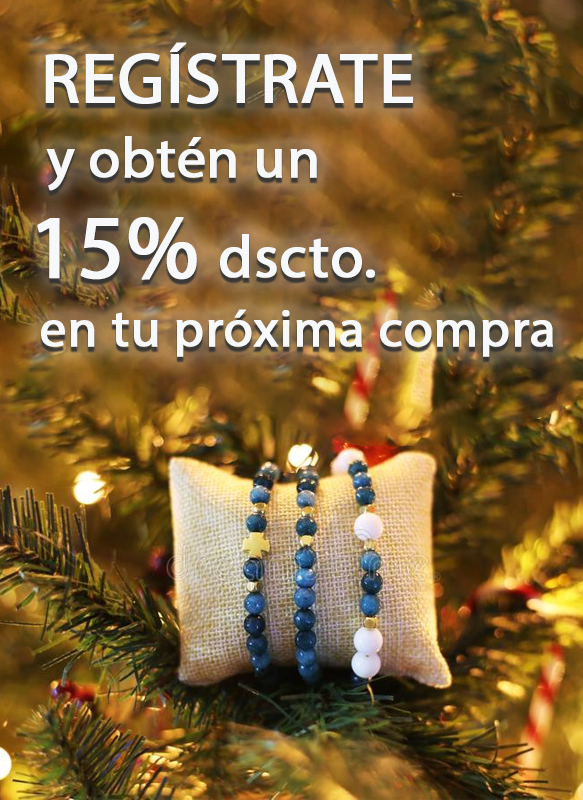 REGÍSTRATE
y obtén un
15% dscto.
en tu próxima compra